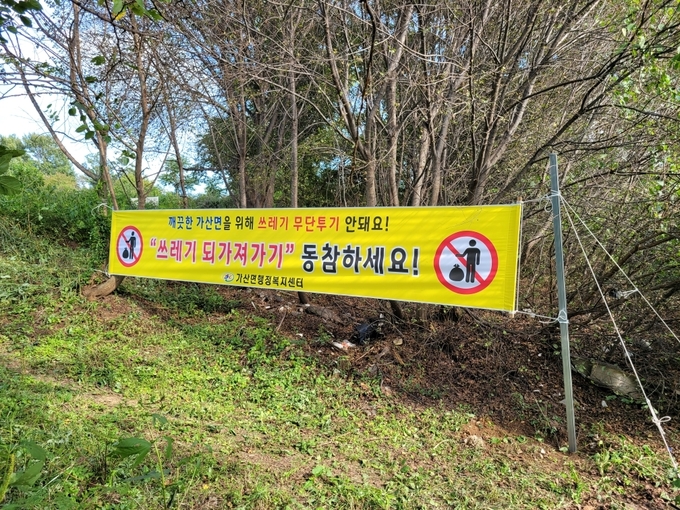 깨끗한 가산면을 위해 쓰레기 무단투기 안돼요!
"쓰레기 되가져가기" 동참하세요!
가산면행정복지센터